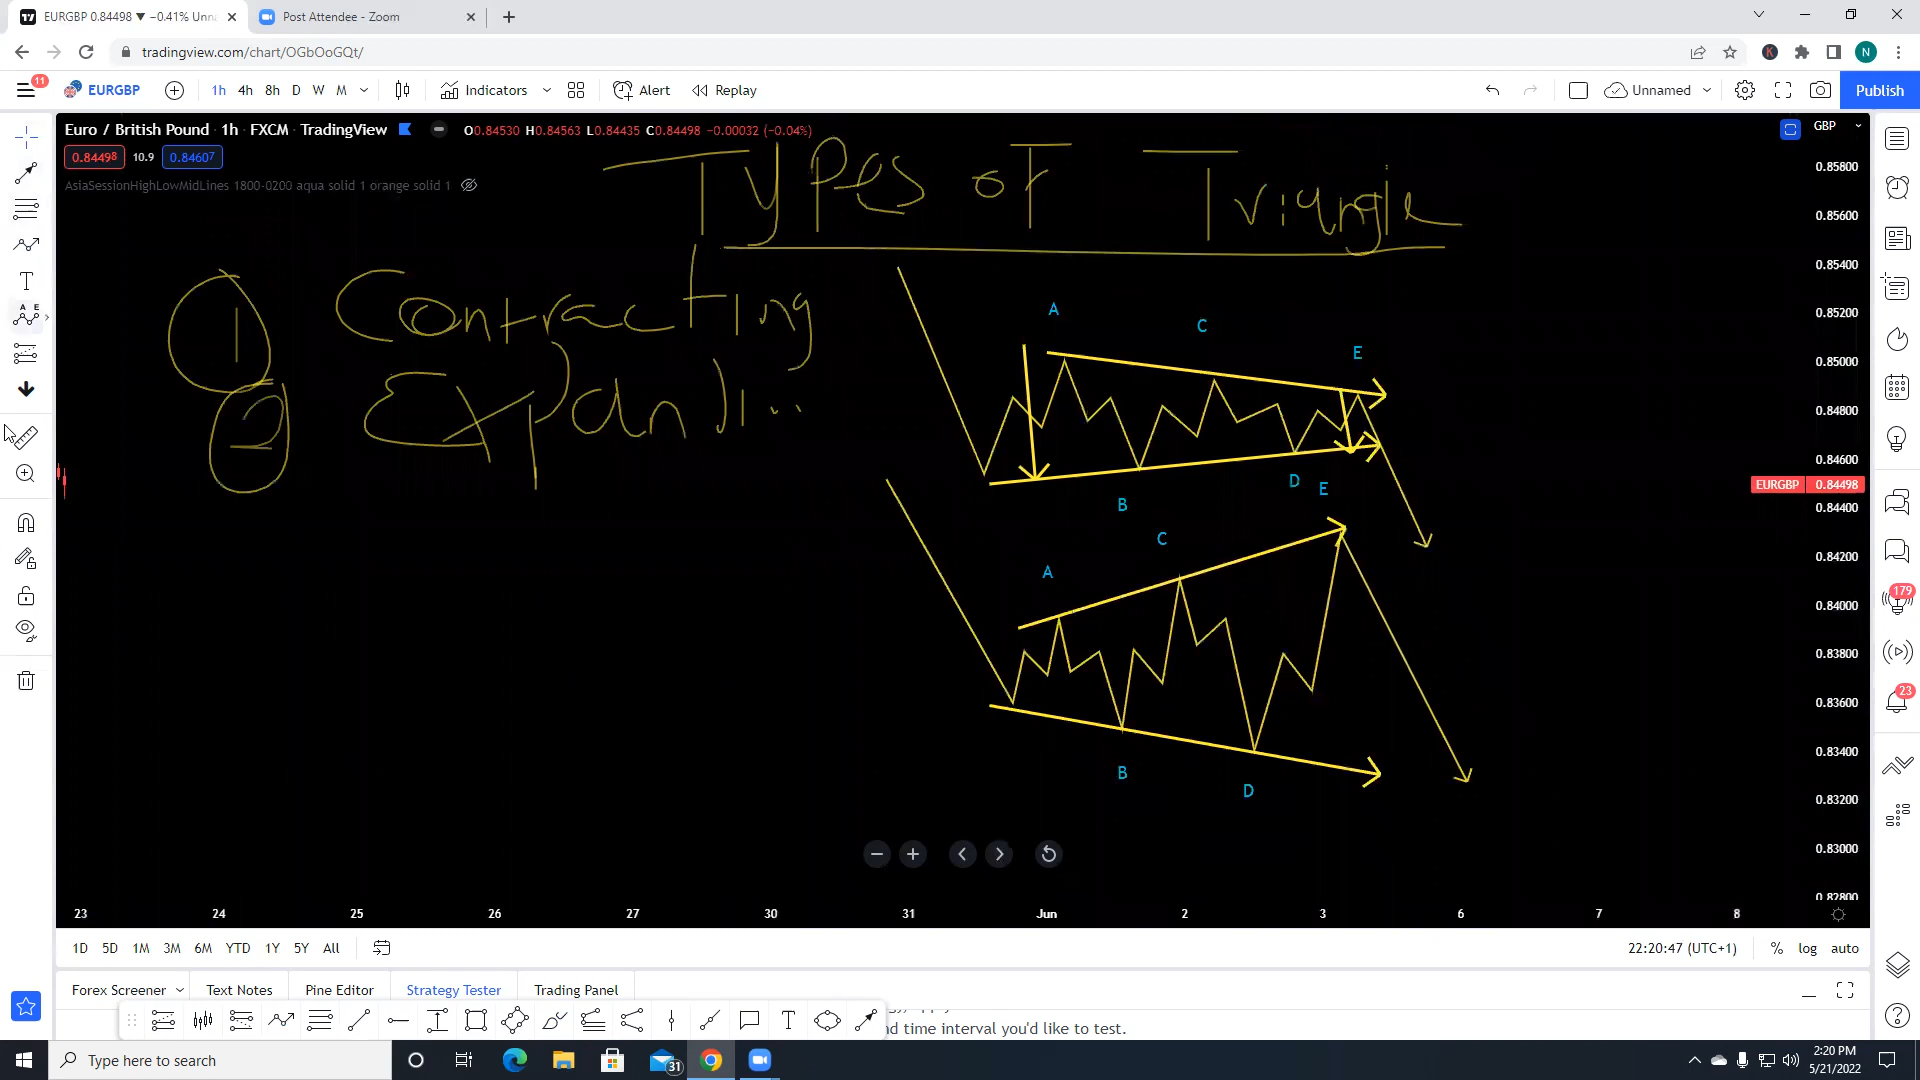 EURGBP 0.84498 ▼ −0.41% Unn
Post Attendee - Zoom
tradingview.com/chart/OGbOoGQt/
N
11
EURGBP
1h 4h 8h D W M
Indicators
Alert
Replay
Unnamed
Publish
Euro / British Pound · 1h · FXCM · TradingView
O0.84530 H0.84563 L0.84435 C0.84498 −0.00032 (−0.04%)
GBP
0.84498 10.9 0.84607
AsiaSessionHighLowMidLines 1800-0200 aqua solid 1 orange solid 1
Types of Triangle
1 Contracting
2 Expandi...
A
C
E
B
D
E
C
A
B
D
0.85800
0.85600
0.85400
0.85200
0.85000
0.84800
0.84600
EURGBP 0.84498
0.84400
0.84200
0.84000
0.83800
0.83600
0.83400
0.83200
0.83000
0.82800
179
23
23 24 25 26 27 30 31 Jun 2 3 6 7 8
1D 5D 1M 3M 6M YTD 1Y 5Y All
22:20:47 (UTC+1) % log auto
Forex Screener Text Notes Pine Editor Strategy Tester Trading Panel
nd time interval you'd like to test.
Type here to search
31
2:20 PM
5/21/2022